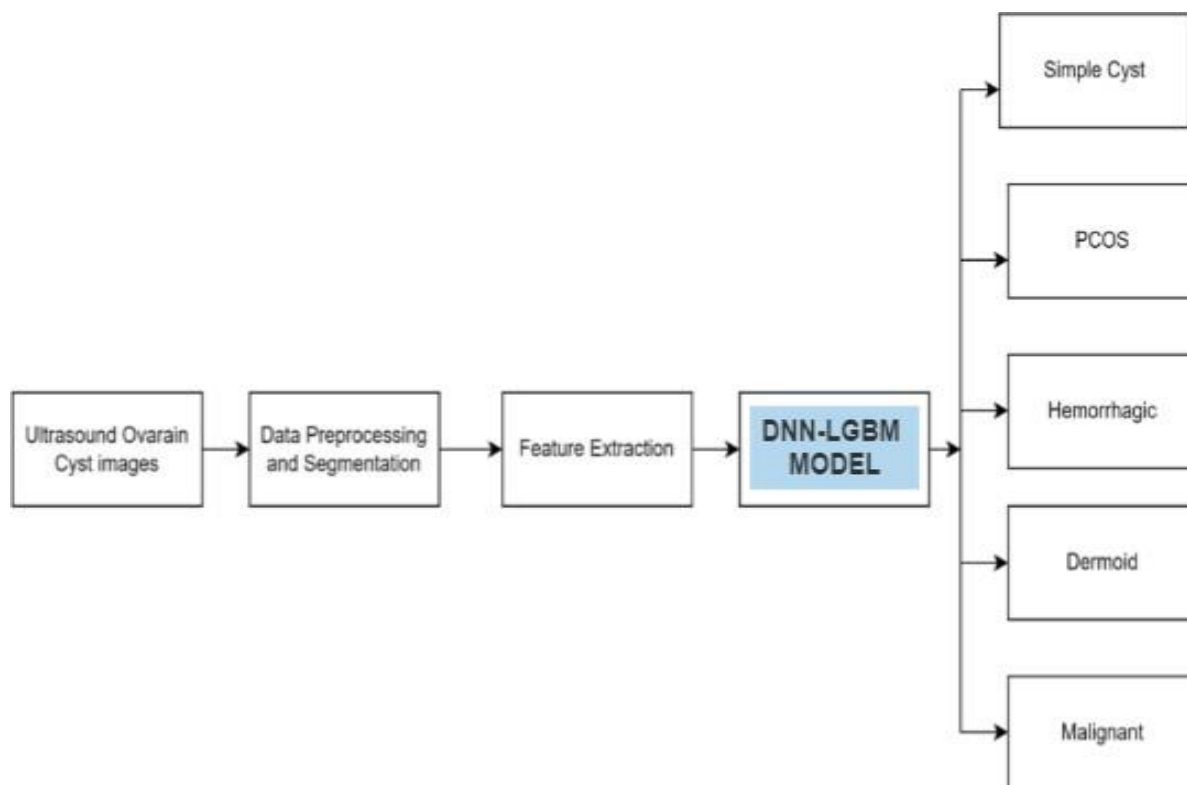 Simple Cyst
PCOS
Hemorrhagic
Ultrasound Ovarain
Cyst images
Data Preprocessing
and Segmentation
Feature Extraction
DNN-LGBM
MODEL
Dermoid
Malignant